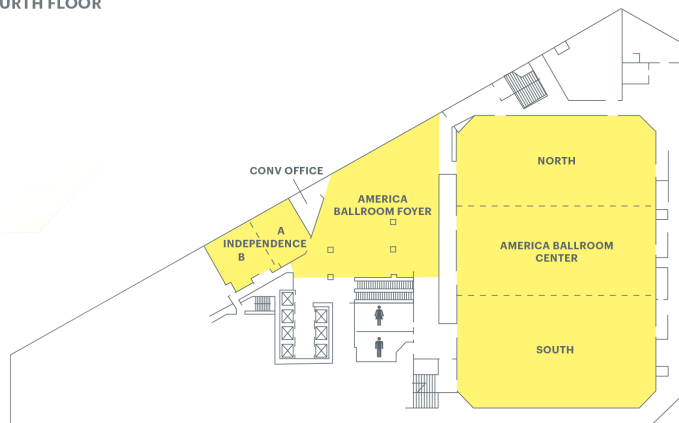 URTH FLOOR
CONV OFFICE
AMERICA
BALLROOM FOYER
A
INDEPENDENCE
B
NORTH
AMERICA BALLROOM
CENTER
SOUTH